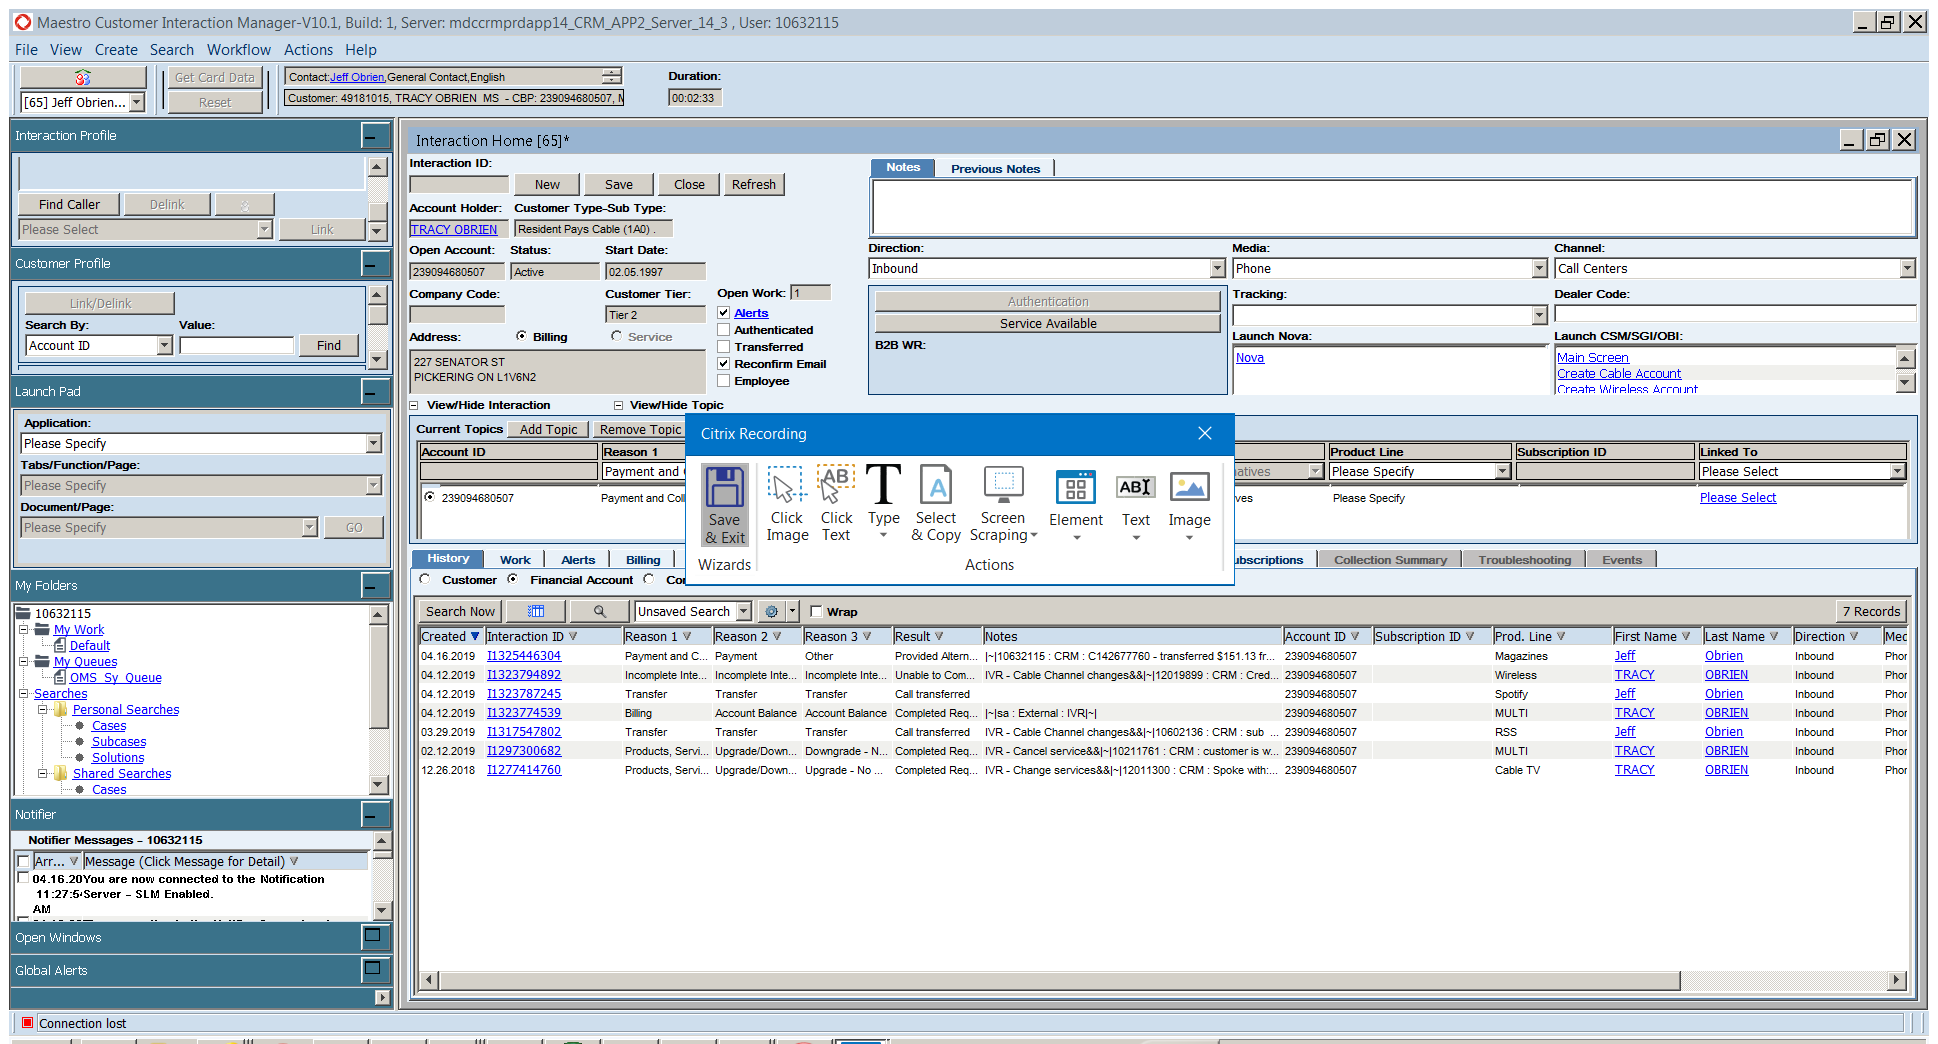 Maestro Customer Interaction Manager-V10.1, Build: 1, Server: mdccrmprdapp14_CRM_APP2_Server_14_3 , User: 10632115
File View Create Search Workflow Actions Help
Get Card Data
Reset
[65] Jeff Obrien...
Contact:Jeff Obrien,General Contact,English
Customer: 49181015, TRACY OBRIEN MS - CBP: 239094680507,
Duration:
00:02:33
Interaction Profile
Find Caller Delink
Please Select Link
Customer Profile
Link/Delink
Search By: Value:
Account ID Find
Launch Pad
Application:
Please Specify
Tabs/Function/Page:
Please Specify
Document/Page:
Please Specify GO
My Folders
10632115
My Work
Default
My Queues
OMS_Sy_Queue
Searches
Personal Searches
Cases
Subcases
Solutions
Shared Searches
Cases
Notifier
Notifier Messages - 10632115
Arr... Message (Click Message for Detail)
04.16.20 You are now connected to the Notification
11:27:5 Server - SLM Enabled.
AM
Open Windows
Global Alerts
Connection lost
Interaction Home [65]*
Interaction ID:
New Save Close Refresh
Account Holder: Customer Type-Sub Type:
TRACY OBRIEN Resident Pays Cable (1A0) .
Open Account: Status: Start Date:
239094680507 Active 02.05.1997
Company Code: Customer Tier: Open Work: 1
Tier 2
Alerts
Authenticated
Transferred
Reconfirm Email
Employee
Address: Billing Service
227 SENATOR ST
PICKERING ON L1V6N2
Notes Previous Notes
Direction: Media: Channel:
Inbound Phone Call Centers
Authentication
Service Available
B2B WR:
Tracking: Dealer Code:
Launch Nova: Launch CSM/SGI/OBI:
Nova Main Screen
Create Cable Account
Create Wireless Account
View/Hide Interaction View/Hide Topic
Current Topics Add Topic Remove Topic
Account ID Reason 1 Product Line Subscription ID Linked To
Payment and atives Please Specify Please Select
239094680507 Payment and Col ves Please Specify Please Select
Citrix Recording
Save & Exit
Click Image
Click Text
Type
Select & Copy
Screen Scraping
Element
Text
Image
Wizards Actions
History Work Alerts Billing ubscriptions Collection Summary Troubleshooting Events
Customer Financial Account Co
Search Now Unsaved Search Wrap 7 Records
Created Interaction ID Reason 1 Reason 2 Reason 3 Result Notes Account ID Subscription ID Prod. Line First Name Last Name Direction Med
04.16.2019 I1325446304 Payment and C... Payment Other Provided Altern... |~|10632115 : CRM : C142677760 - transferred $151.13 fr... 239094680507 Magazines Jeff Obrien Inbound Phor
04.12.2019 I1323794892 Incomplete Inte... Incomplete Inte... Incomplete Inte... Unable to Com... IVR - Cable Channel changes&&|~|12019899 : CRM : Cred... 239094680507 Wireless TRACY OBRIEN Inbound Phor
04.12.2019 I1323787245 Transfer Transfer Transfer Call transferred 239094680507 Spotify Jeff Obrien Inbound Phor
04.12.2019 I1323774539 Billing Account Balance Account Balance Completed Req... |~|sa : External : IVR|~| 239094680507 MULTI TRACY OBRIEN Inbound Phor
03.29.2019 I1317547802 Transfer Transfer Transfer Call transferred IVR - Cable Channel changes&&|~|10602136 : CRM : sub 239094680507 RSS Jeff Obrien Inbound Phor
02.12.2019 I1297300682 Products, Servi... Upgrade/Down... Downgrade - N... Completed Req... IVR - Cancel service&&|~|10211761 : CRM : customer is w... 239094680507 MULTI TRACY OBRIEN Inbound Phor
12.26.2018 I1277414760 Products, Servi... Upgrade/Down... Upgrade - No ... Completed Req... IVR - Change services&&|~|12011300 : CRM : Spoke with:... 239094680507 Cable TV TRACY OBRIEN Inbound Phor